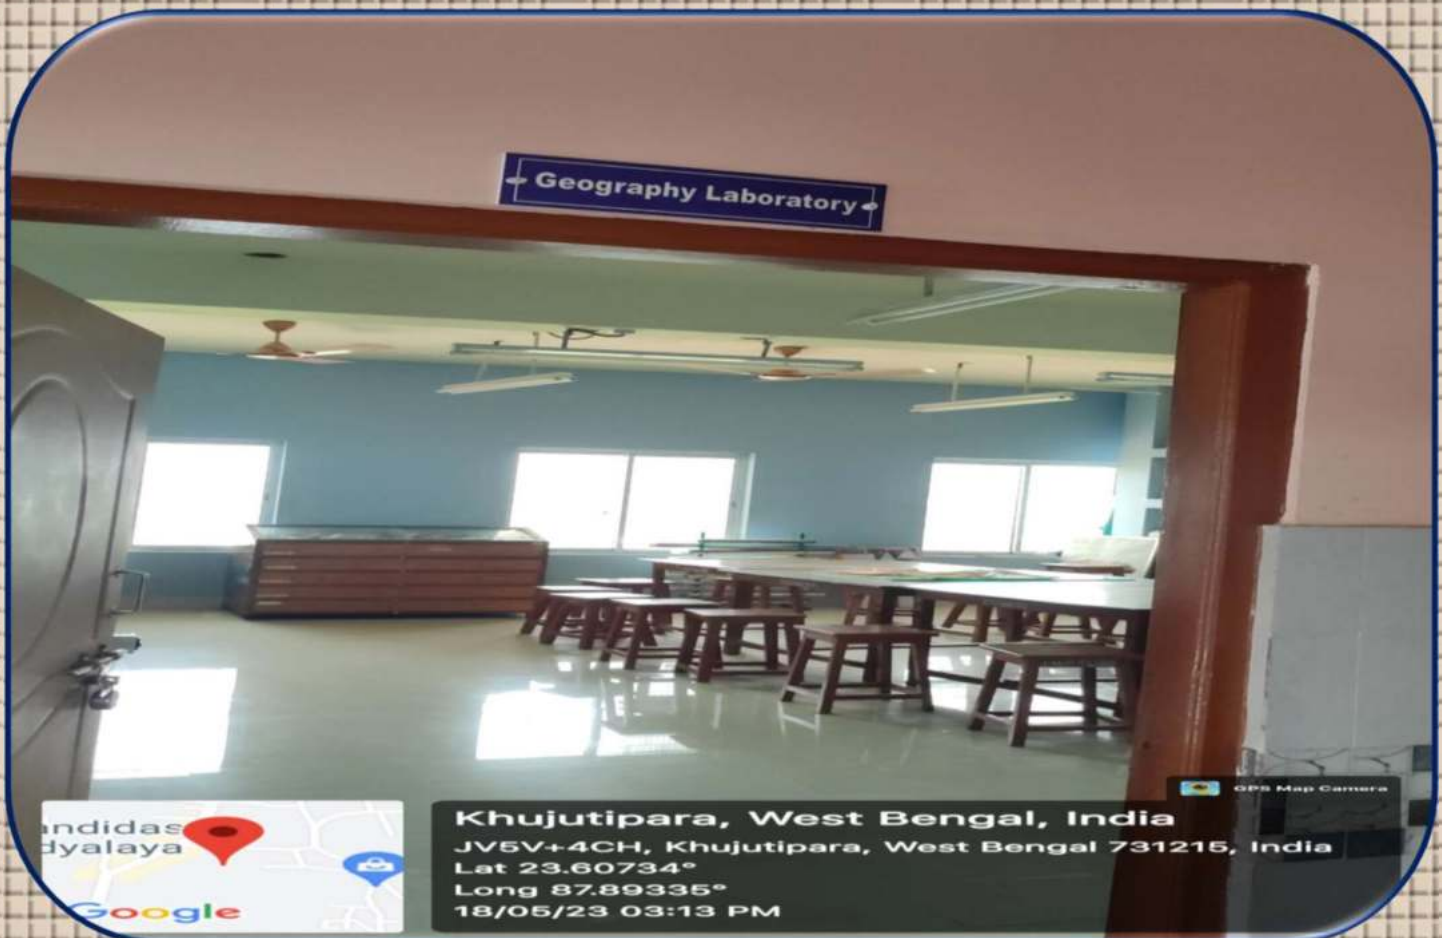 Geography Laboratory
GPS Map Camera
andidas
dyalaya
Google
Khujutipara, West Bengal, India
JV5V+4CH, Khujutipara, West Bengal 731215, India
Lat 23.60734°
Long 87.89335°
18/05/23 03:13 PM